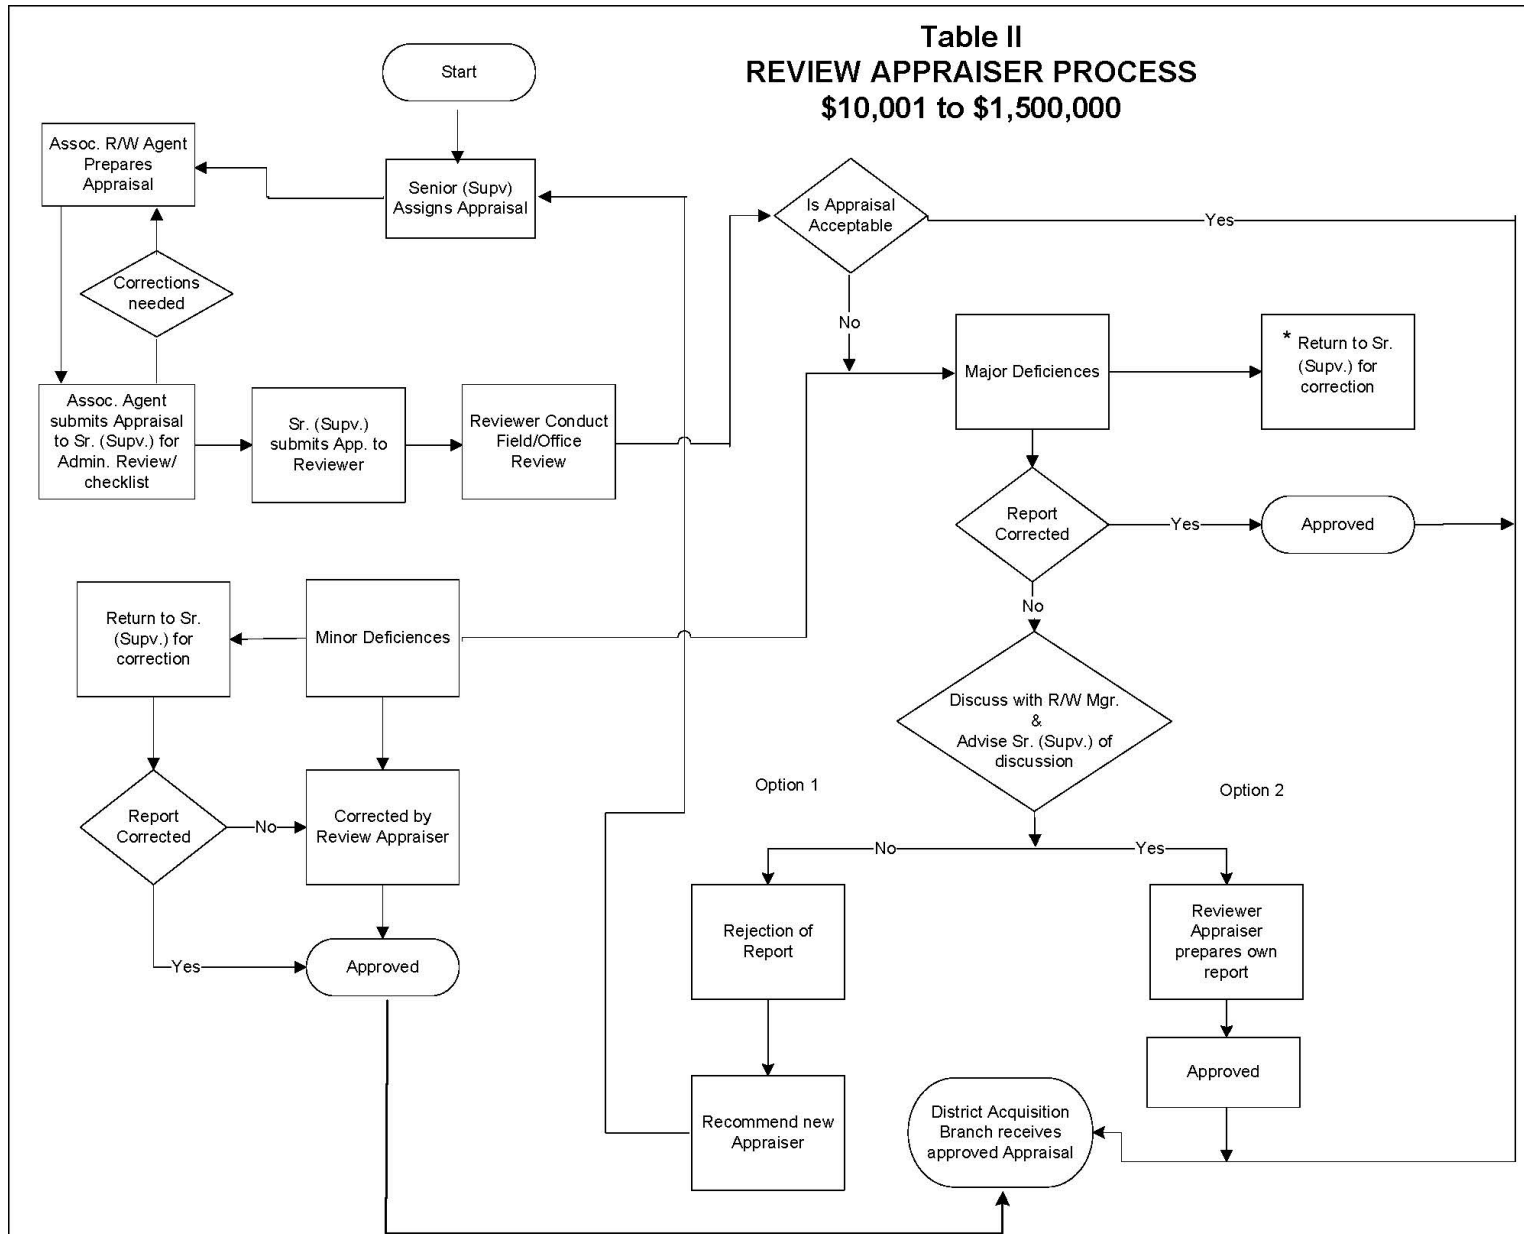 Table II
REVIEW APPRAISER PROCESS
$10,001 to $1,500,000
Start
Assoc. R/W Agent
Prepares
Appraisal
Senior (Supv)
Assigns Appraisal
Is Appraisal
Acceptable
Yes
Corrections
needed
No
Major Deficiences
* Return to Sr.
(Supv.) for
correction
Assoc. Agent
submits Appraisal
to Sr. (Supv.) for
Admin. Review/
checklist
Sr. (Supv.)
submits App. to
Reviewer
Reviewer Conduct
Field/Office
Review
Report
Corrected
Yes
Approved
No
Return to Sr.
(Supv.) for
correction
Minor Deficiences
Discuss with R/W Mgr.
&
Advise Sr. (Supv.) of
discussion
Option 1
Option 2
Report
Corrected
No
Corrected by
Review Appraiser
No
Yes
Rejection of
Report
Reviewer
Appraiser
prepares own
report
Yes
Approved
Approved
Recommend new
Appraiser
District Acquisition
Branch receives
approved Appraisal